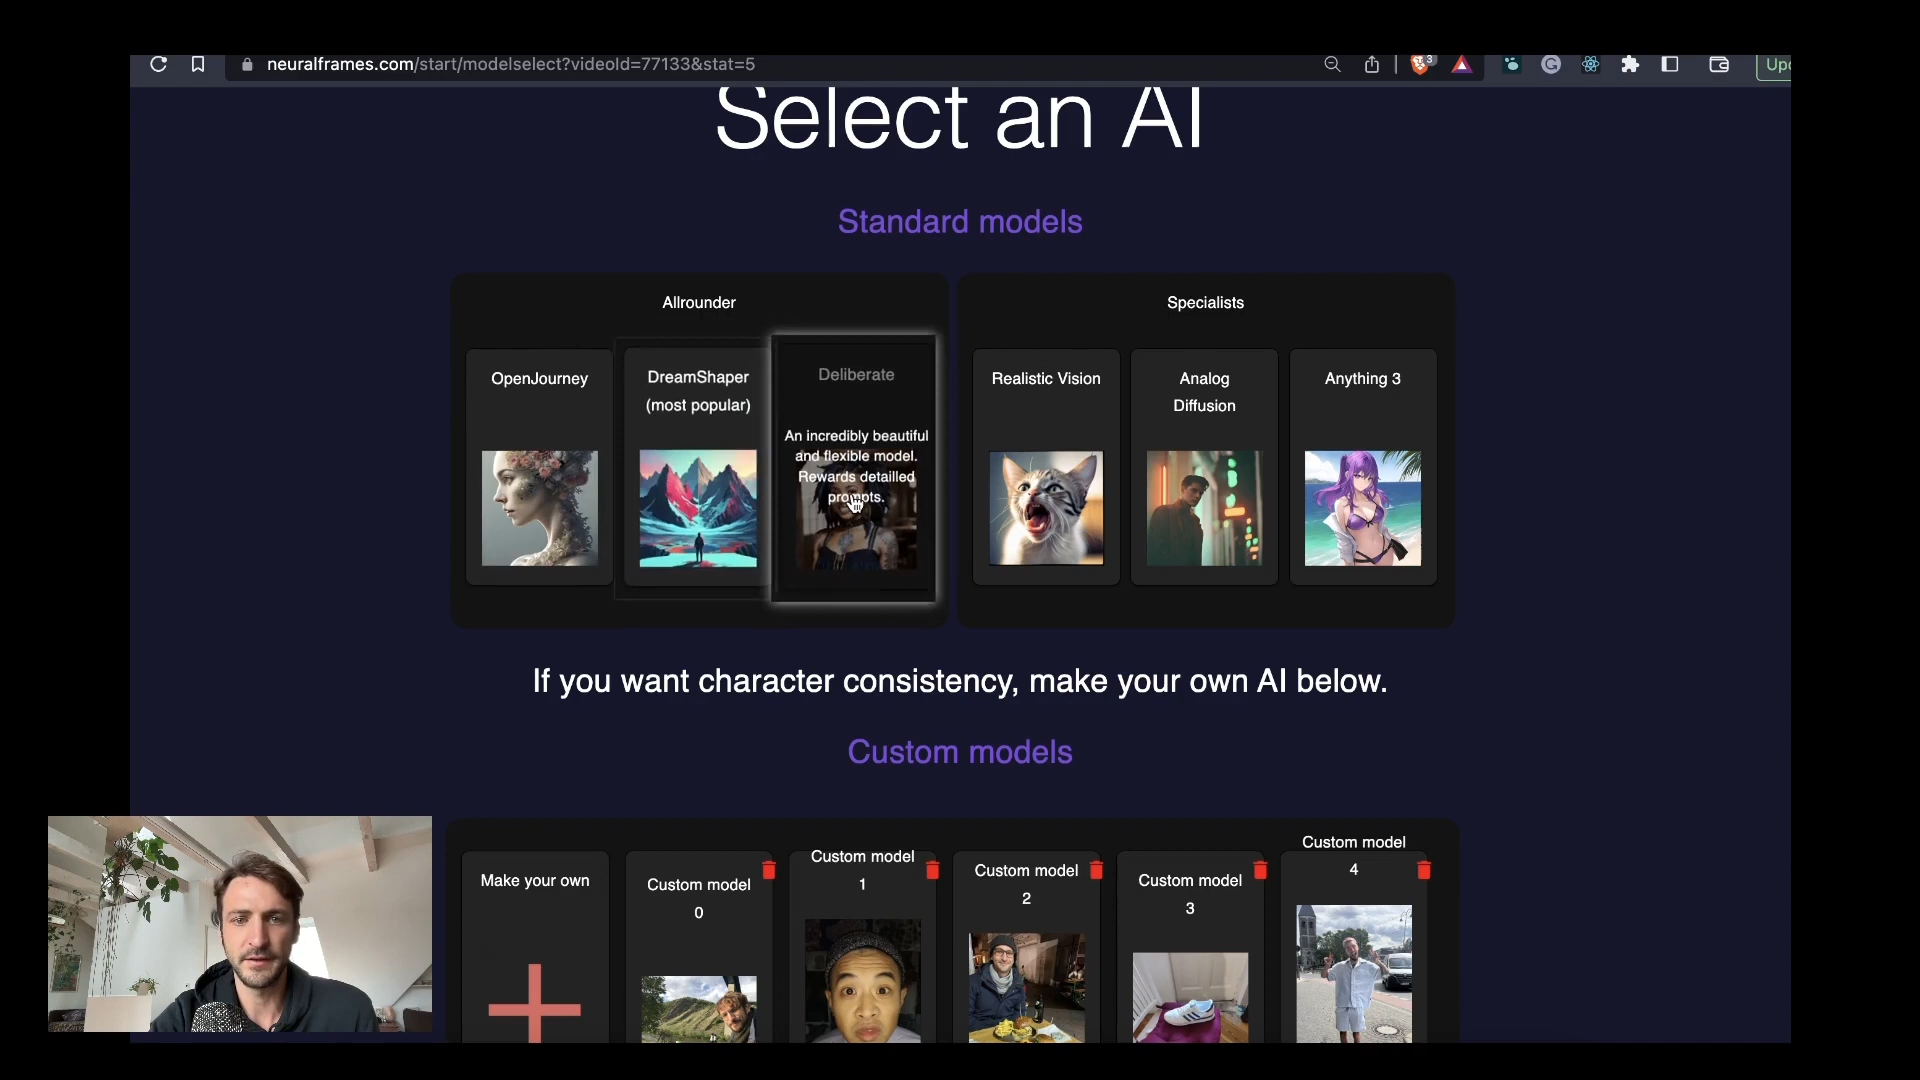 neuralframes.com/start/modelselect?videoId=77133&stat=5
3
Select an AI
Standard models
Allrounder
OpenJourney
DreamShaper
(most popular)
Deliberate
An incredibly beautiful
and flexible model.
Rewards detailled
prompts.
Specialists
Realistic Vision
Analog
Diffusion
Anything 3
If you want character consistency, make your own AI below.
Custom models
Make your own
Custom model
0
Custom model
1
Custom model
2
Custom model
3
Custom model
4